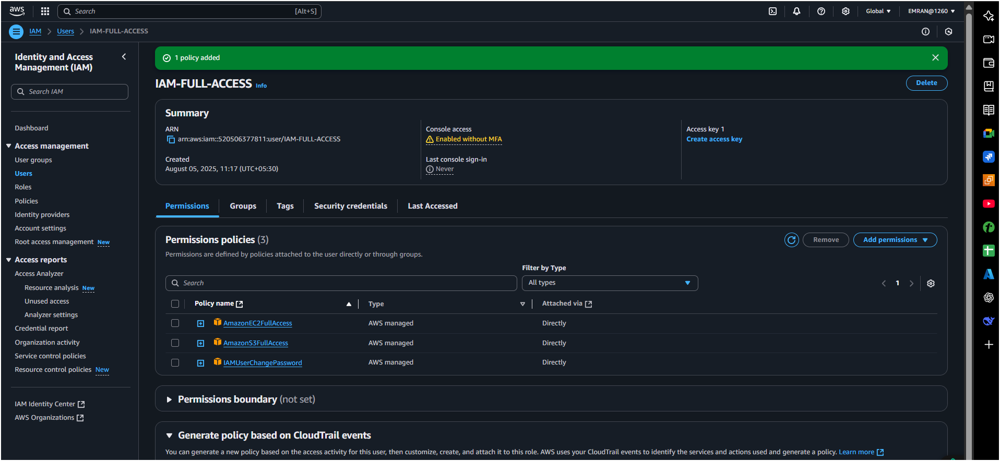 aws
Search [Alt+S]
Global
EMRAN@1260
IAM
Users
IAM-FULL-ACCESS
Identity and Access
Management (IAM)
Search IAM
Dashboard
Access management
User groups
Users
Roles
Policies
Identity providers
Account settings
Root access management New
Access reports
Access Analyzer
Resource analysis New
Unused access
Analyzer settings
Credential report
Organization activity
Service control policies
Resource control policies New
IAM Identity Center
AWS Organizations
1 policy added
IAM-FULL-ACCESS Info
Delete
Summary
ARN
arn:aws:iam::520506377811:user/IAM-FULL-ACCESS
Created
August 05, 2025, 11:17 (UTC+05:30)
Console access
Enabled without MFA
Last console sign-in
Never
Access key 1
Create access key
Permissions
Groups
Tags
Security credentials
Last Accessed
Permissions policies (3)
Remove
Add permissions
Permissions are defined by policies attached to the user directly or through groups.
Filter by Type
Search
All types
1
Policy name Type Attached via
AmazonEC2FullAccess AWS managed Directly
AmazonS3FullAccess AWS managed Directly
IAMUserChangePassword AWS managed Directly
Permissions boundary (not set)
Generate policy based on CloudTrail events
You can generate a new policy based on the access activity for this user, then customize, create, and attach it to this role. AWS uses your CloudTrail events to identify the services and actions used and generate a policy. Learn more